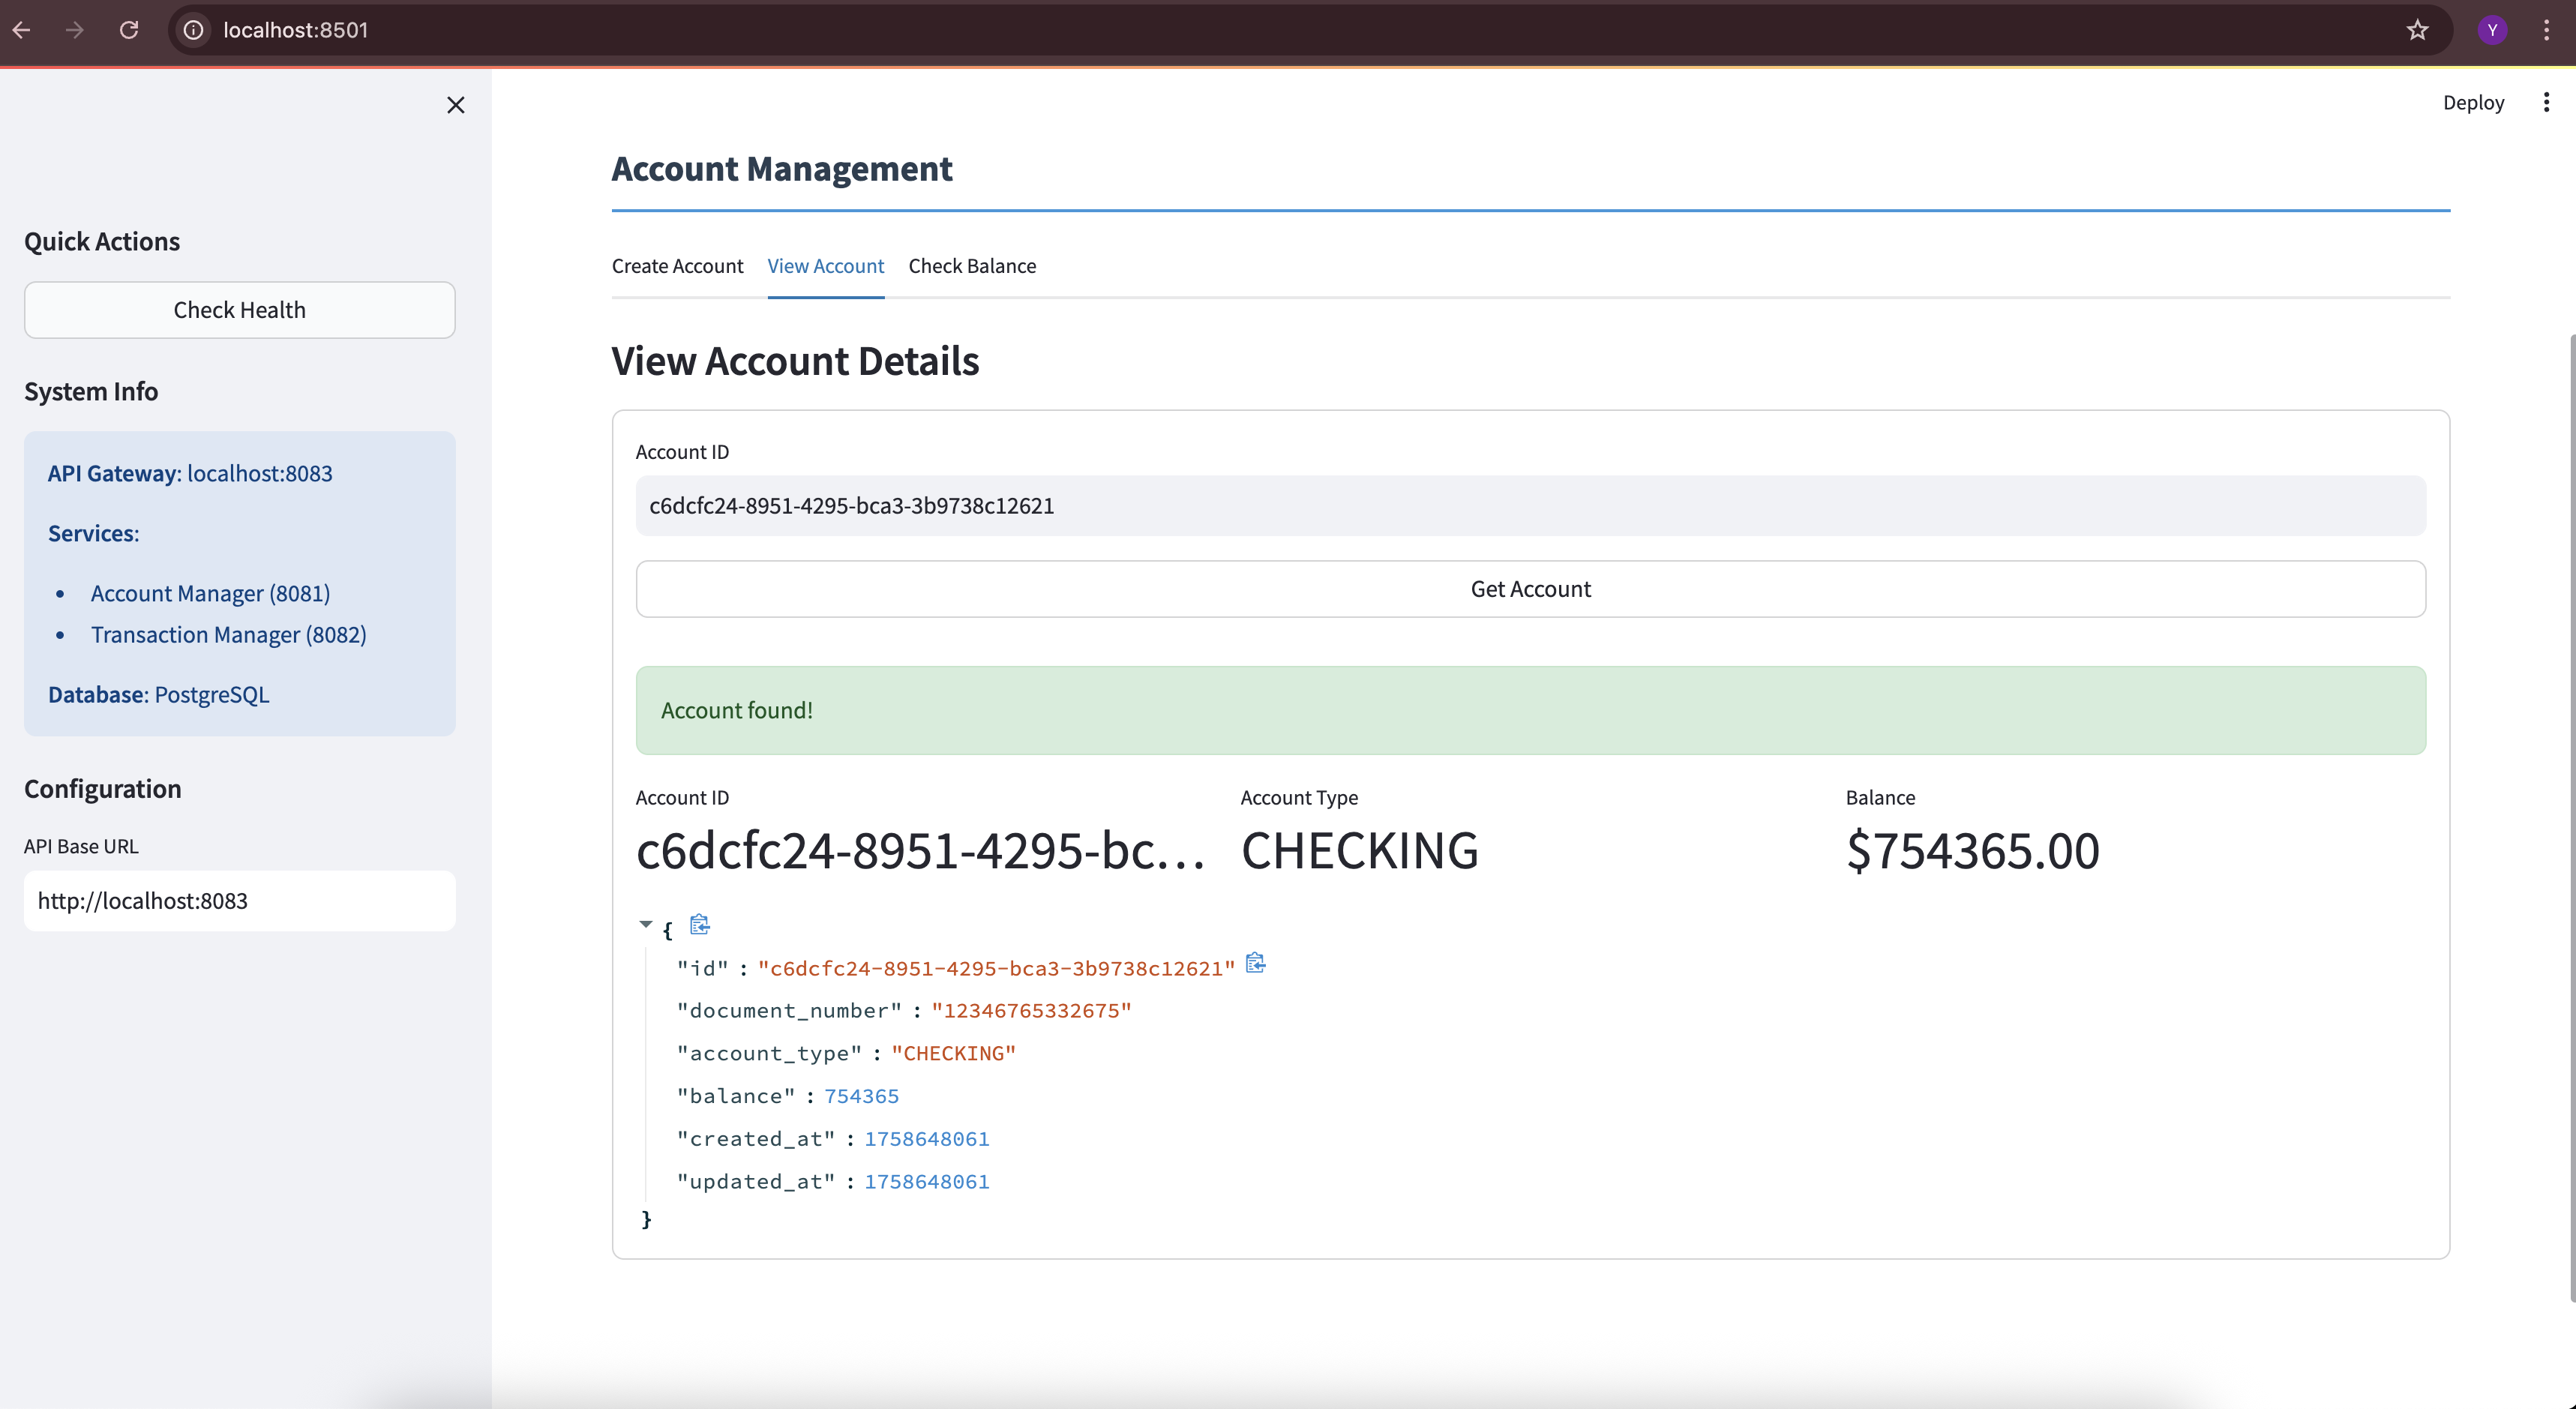 localhost:8501
Y
Deploy
Quick Actions
Check Health
System Info
API Gateway: localhost:8083
Services:
• Account Manager (8081)
• Transaction Manager (8082)
Database: PostgreSQL
Configuration
API Base URL
http://localhost:8083
Account Management
Create Account View Account Check Balance
View Account Details
Account ID
c6dcfc24-8951-4295-bca3-3b9738c12621
Get Account
Account found!
Account ID Account Type Balance
c6dcfc24-8951-4295-bc... CHECKING $754365.00
{
"id" : "c6dcfc24-8951-4295-bca3-3b9738c12621"
"document_number" : "12346765332675"
"account_type" : "CHECKING"
"balance" : 754365
"created_at" : 1758648061
"updated_at" : 1758648061
}